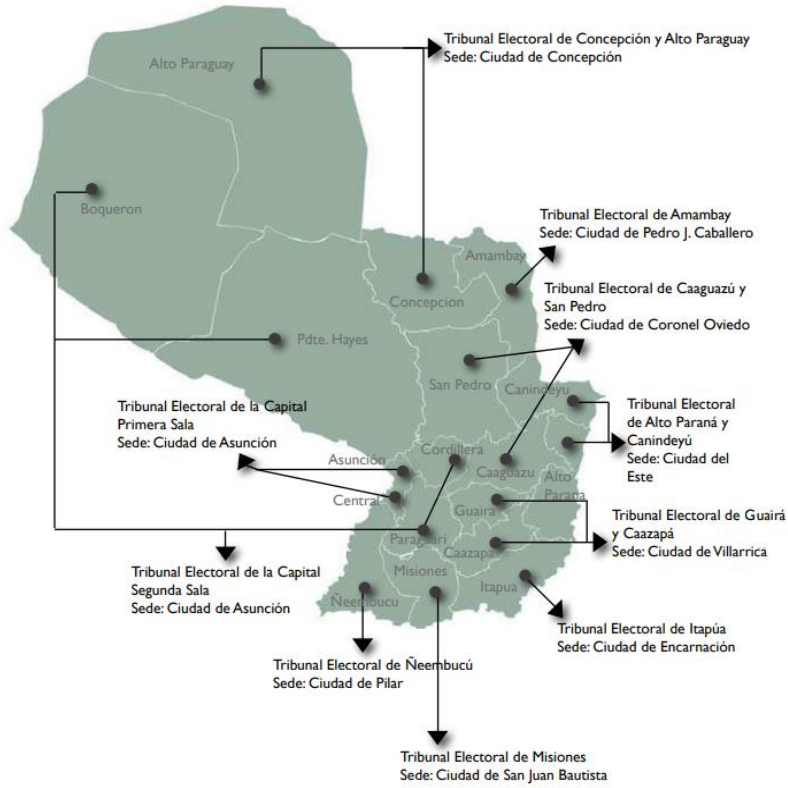 Tribunal Electoral de Concepción y Alto Paraguay
Sede: Ciudad de Concepción
Alto Paraguay
Boqueron
Tribunal Electoral de Amambay
Sede: Ciudad de Pedro J. Caballero
Amambay
Concepcion
Tribunal Electoral de Caaguazú y
San Pedro
Sede: Ciudad de Coronel Oviedo
Pdte. Hayes
San Pedro
Canindeyu
Tribunal Electoral de la Capital
Primera Sala
Sede: Ciudad de Asunción
Tribunal Electoral
de Alto Paraná y
Canindeyú
Sede: Ciudad del
Este
Asunción
Cordillera
Caaguazu
Alto
Parana
Central
Guaira
Tribunal Electoral de Guairá
y Caazapá
Sede: Ciudad de Villarrica
Paraguari
Caazapa
Tribunal Electoral de la Capital
Segunda Sala
Sede: Ciudad de Asunción
Misiones
Itapua
Ñeembucu
Tribunal Electoral de Itapúa
Sede: Ciudad de Encarnación
Tribunal Electoral de Ñeembucú
Sede: Ciudad de Pilar
Tribunal Electoral de Misiones
Sede: Ciudad de San Juan Bautista